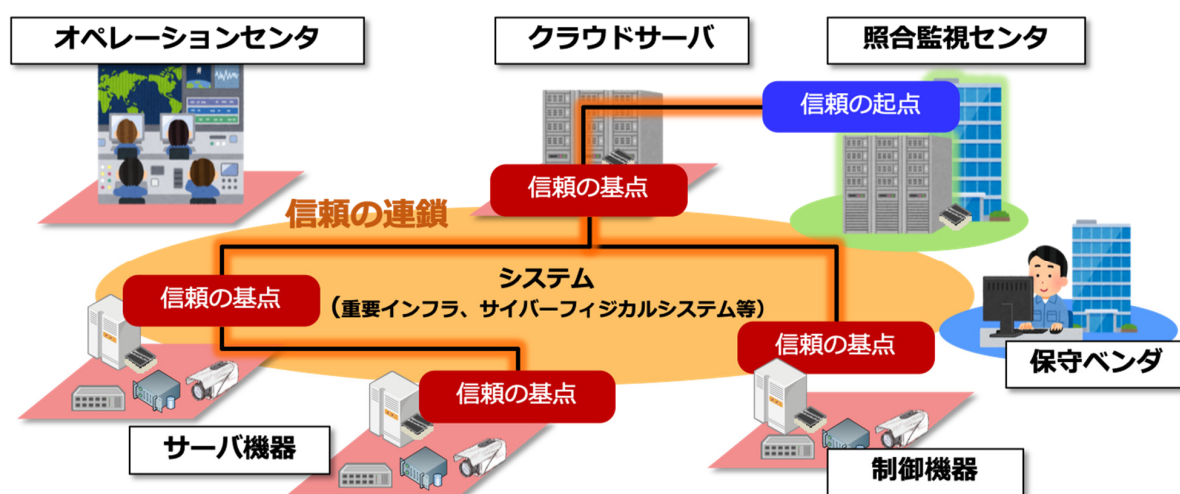 オペレーションセンタ
クラウドサーバ
照合監視センタ
信頼の起点
信頼の基点
信頼の連鎖
システム
（重要インフラ、サイバーフィジカルシステム等）
信頼の基点
信頼の基点
保守ベンダ
信頼の基点
サーバ機器
制御機器